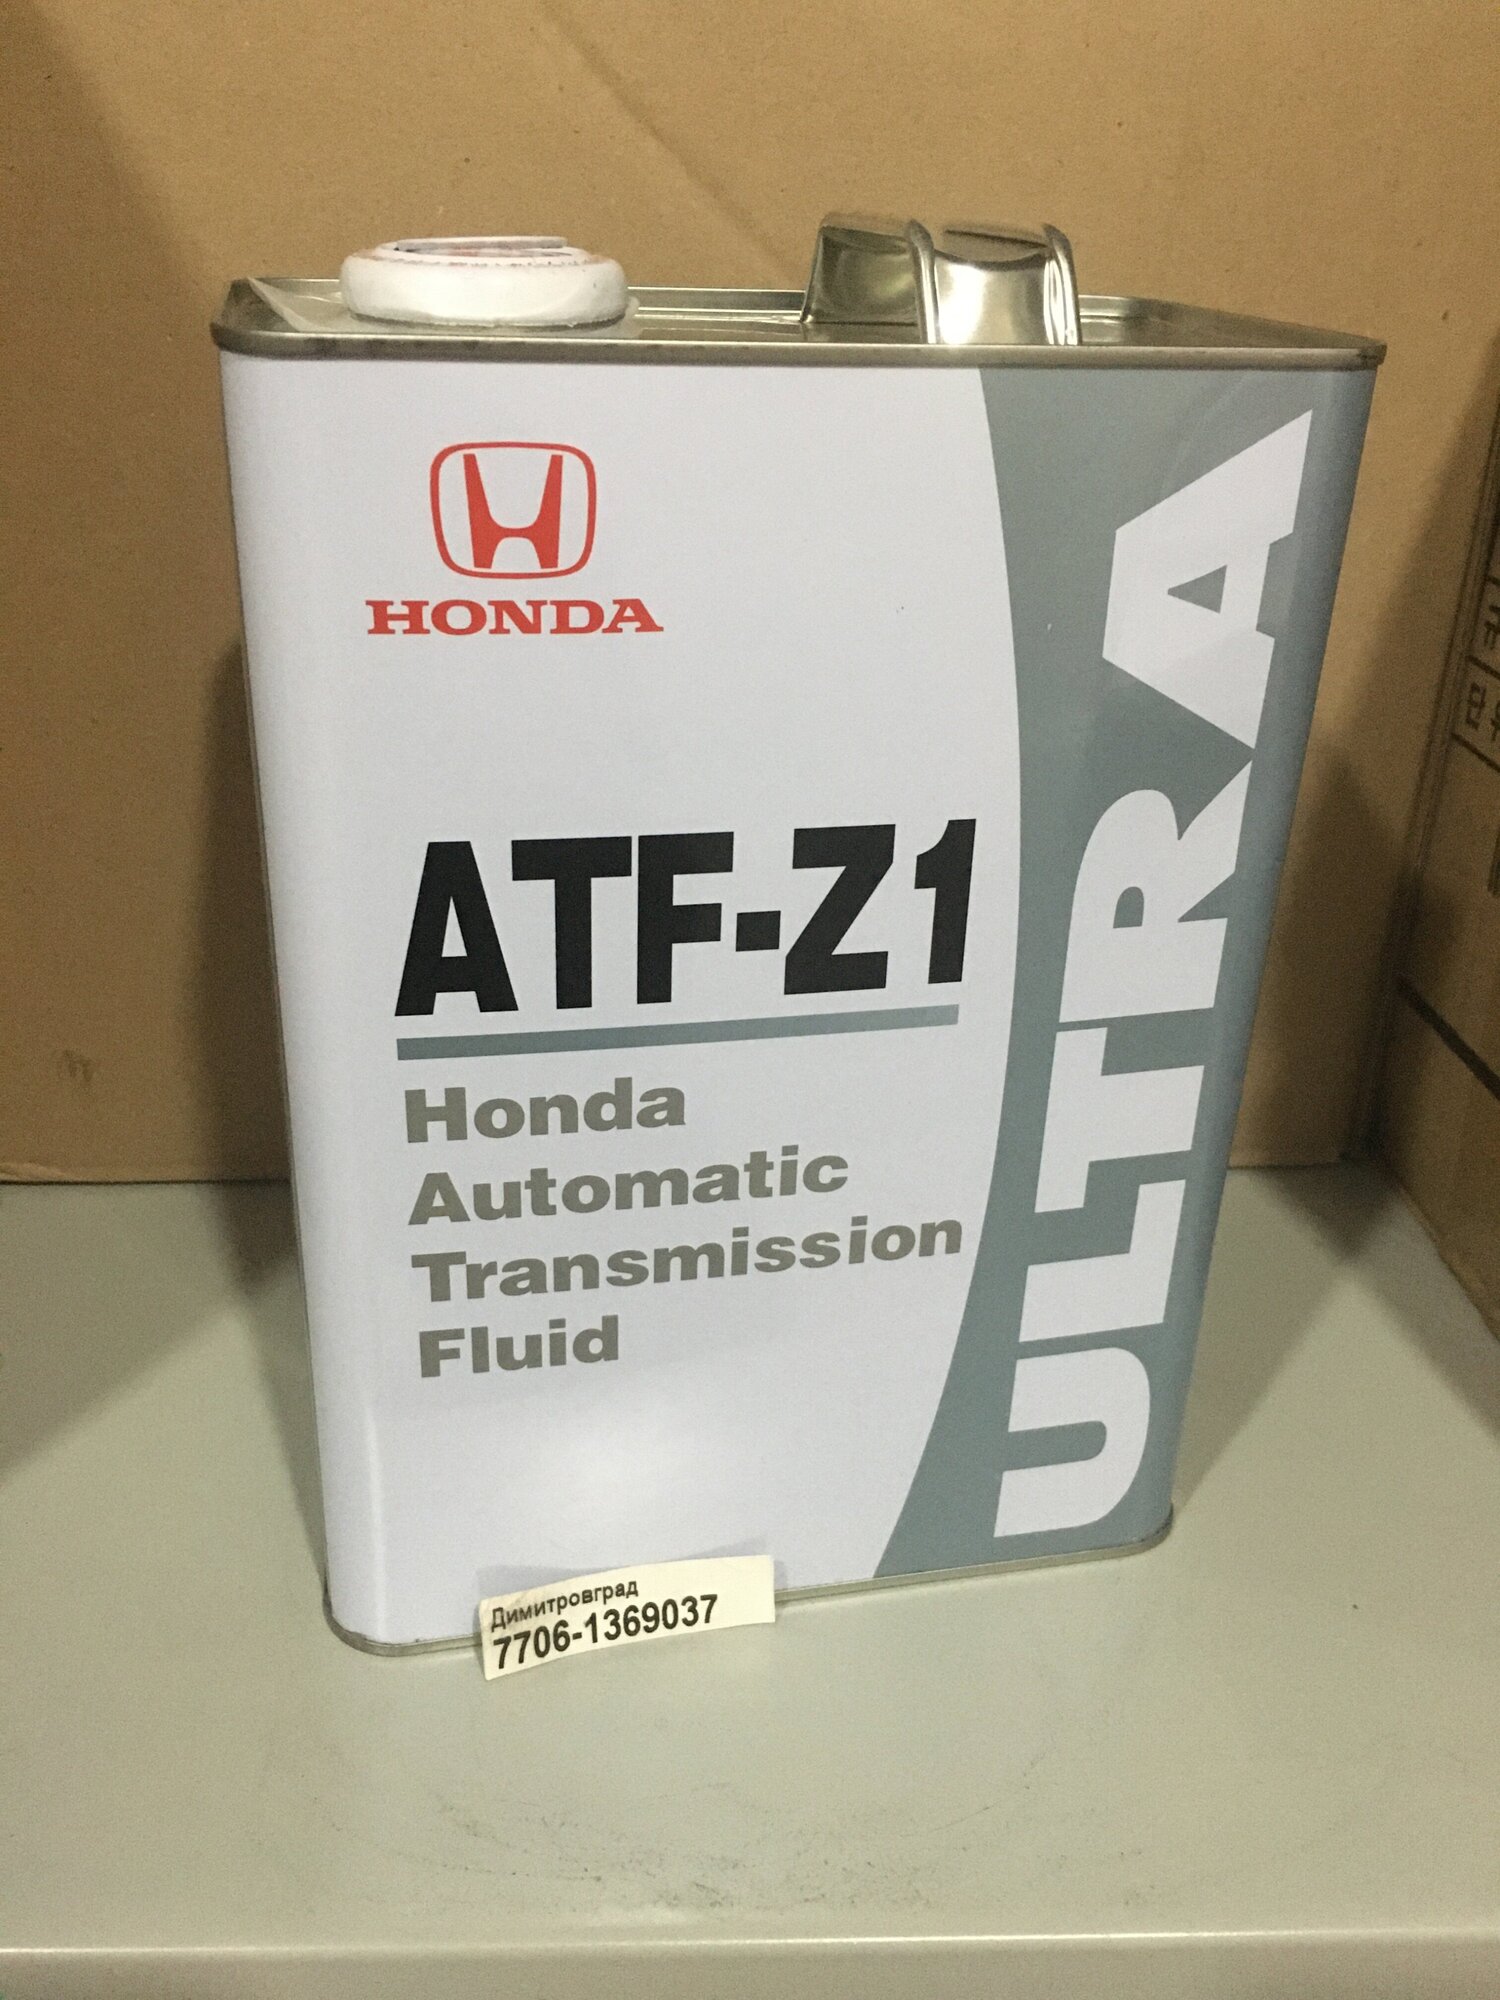 HONDA
ATF-Z1
Honda
Automatic
Transmission
Fluid
ULTRA
Димитровград
7706-1369037